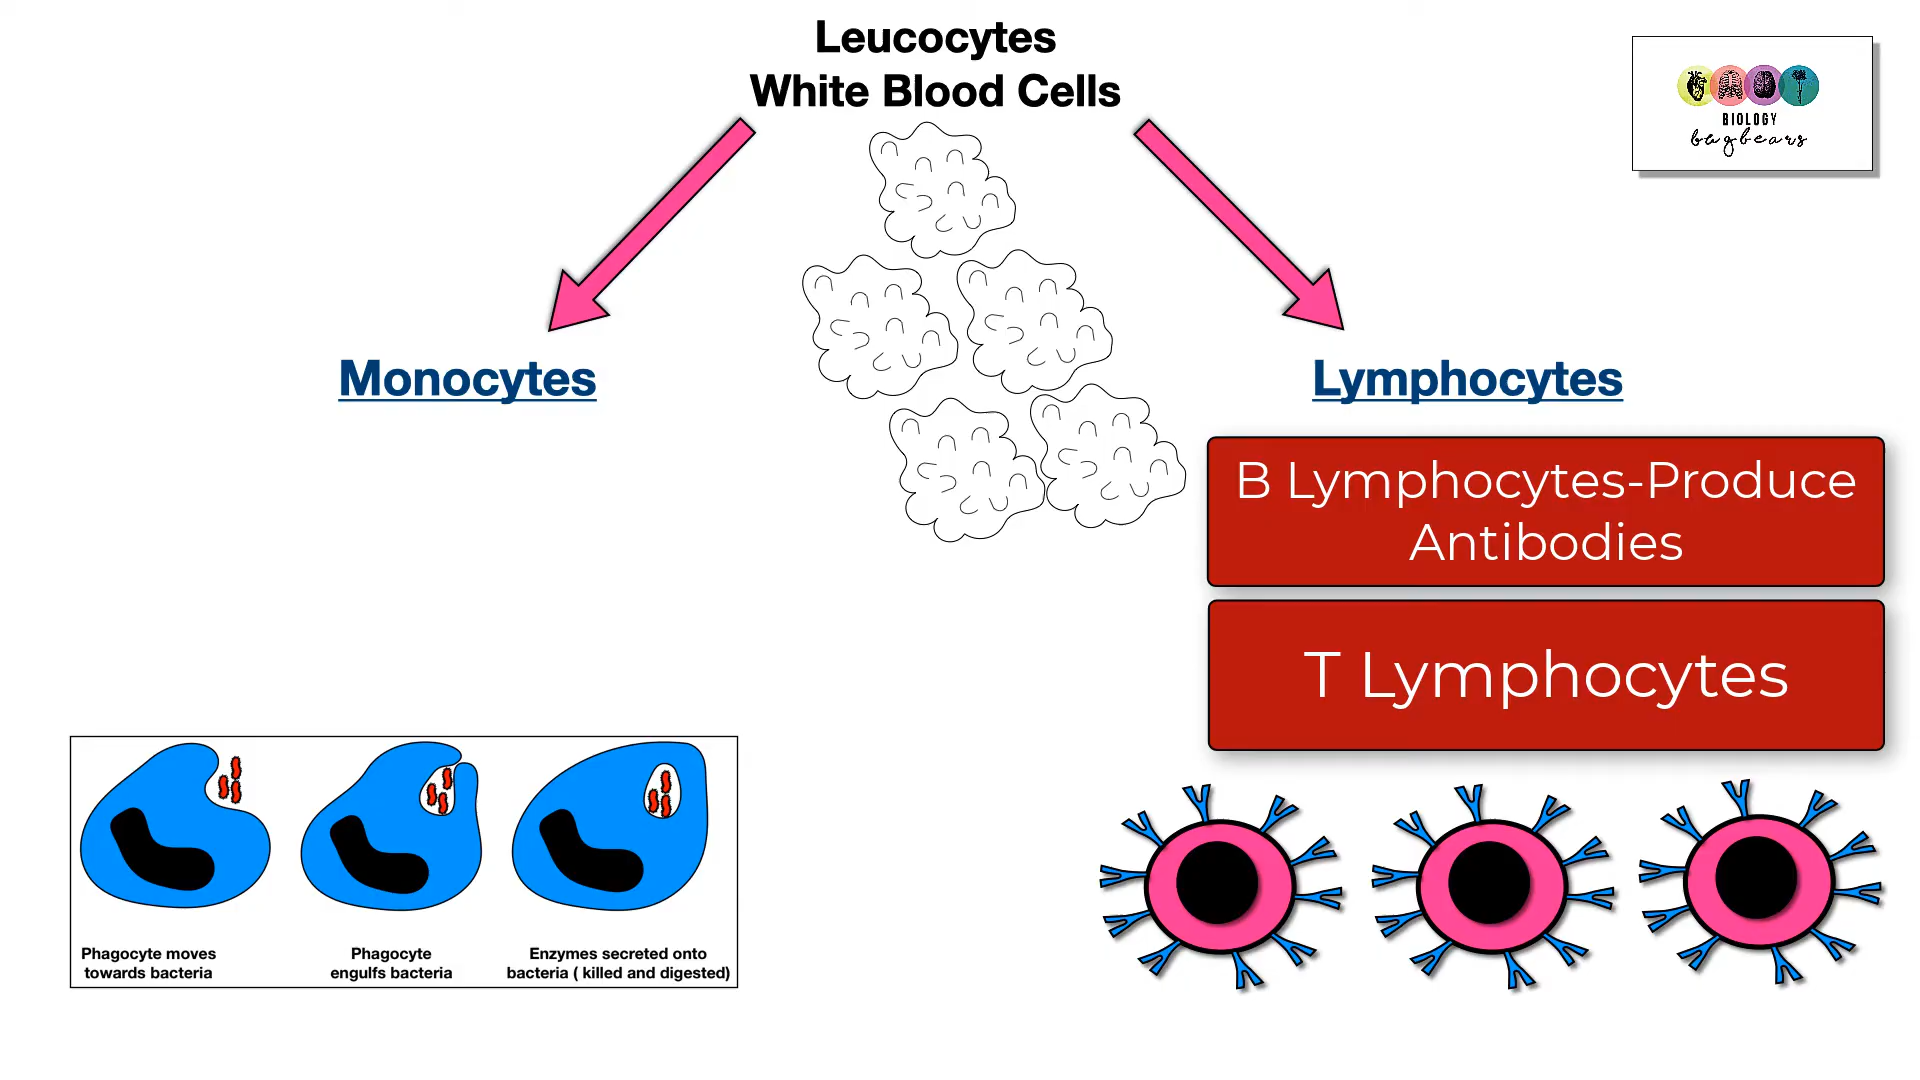 Leucocytes
White Blood Cells
BIOLOGY
bugbears
Monocytes
Lymphocytes
B Lymphocytes-Produce
Antibodies
T Lymphocytes
Phagocyte moves
towards bacteria
Phagocyte
engulfs bacteria
Enzymes secreted onto
bacteria ( killed and digested)